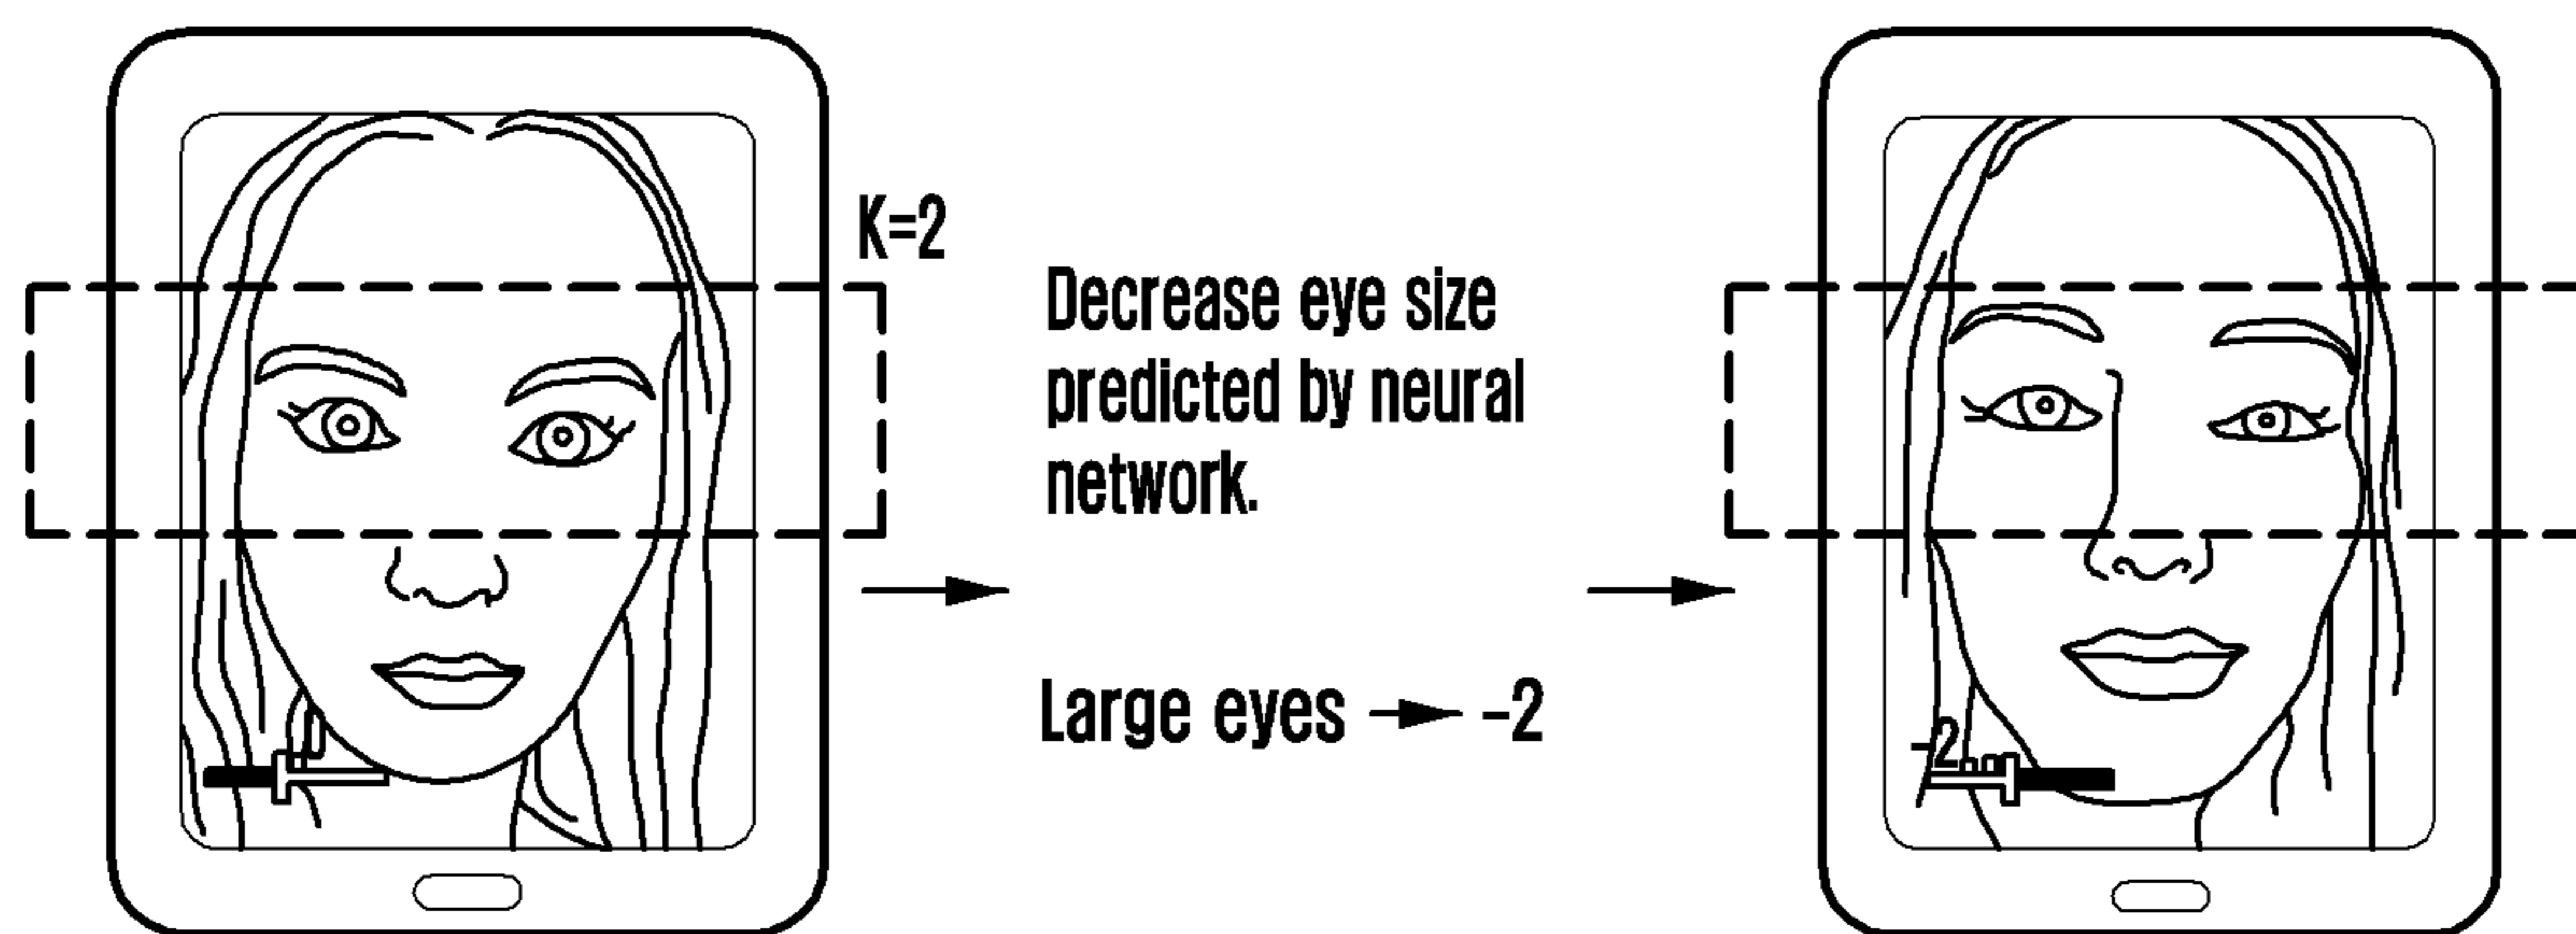 K=2
Decrease eye size
predicted by neural
network.
Large eyes → -2
-2